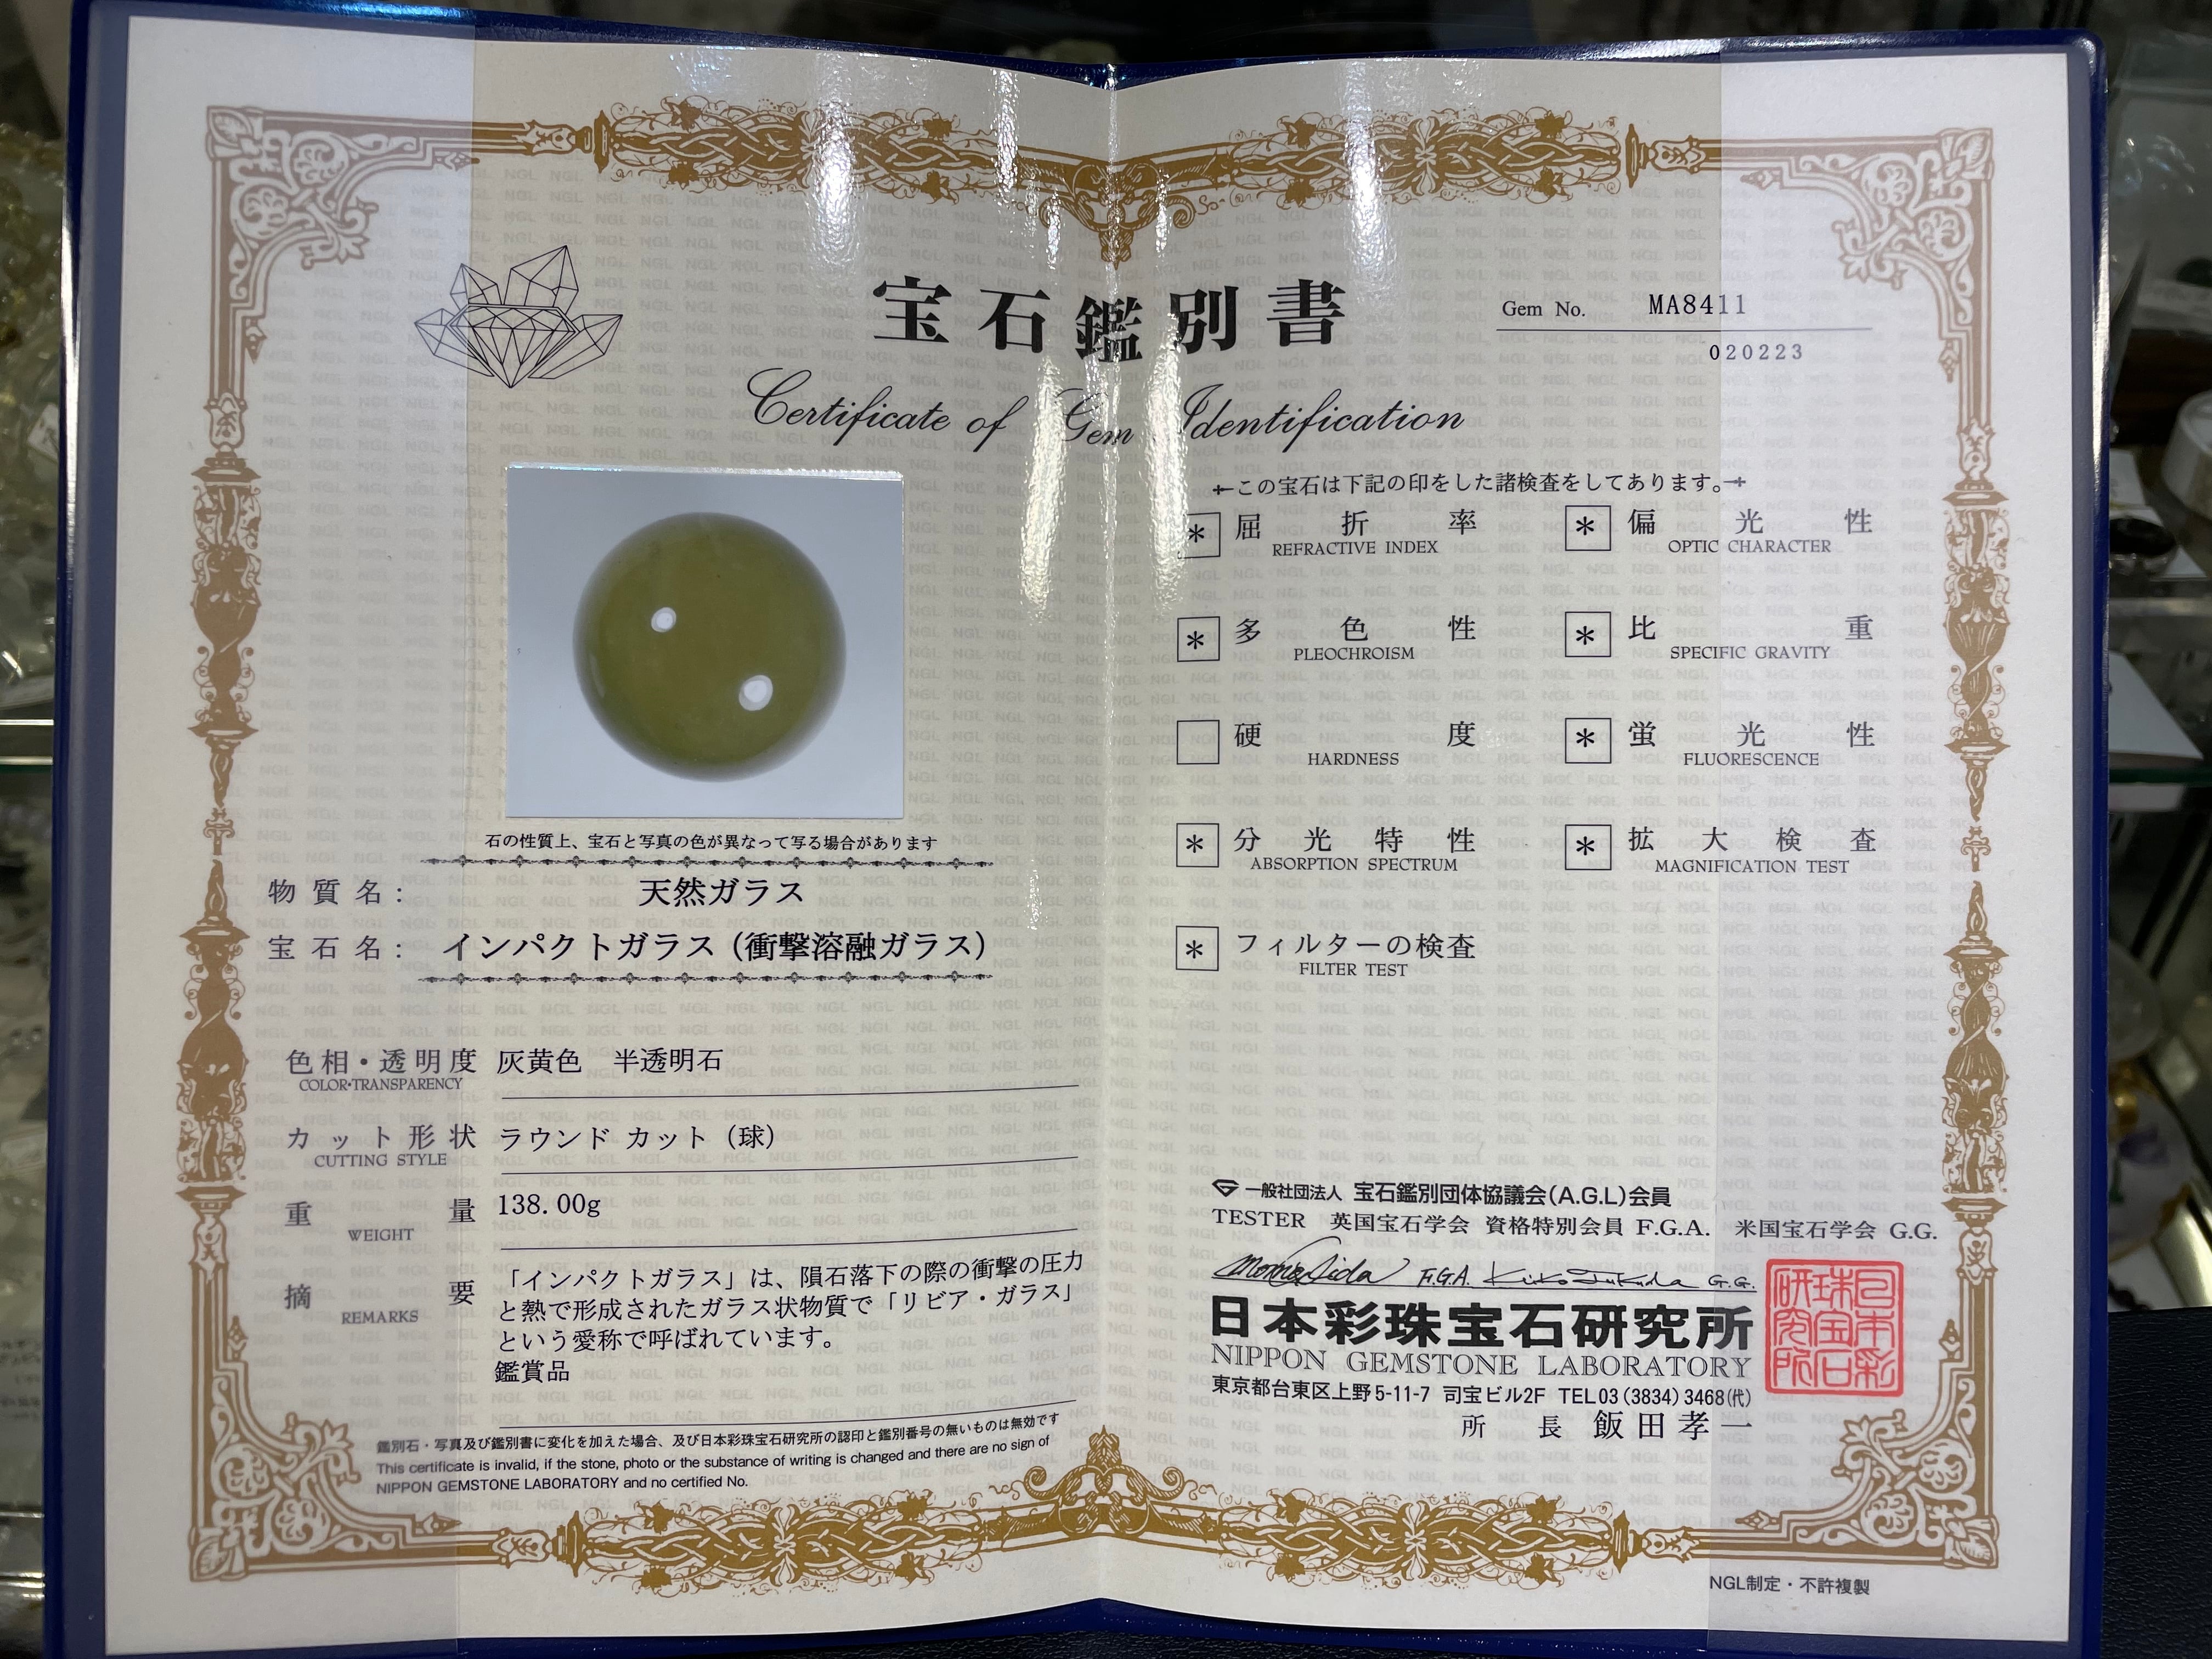 宝石鑑別書
Certificate of Gem Identification
Gem No. MA8411
020223
石の性質上、宝石と写真の色が異なって写る場合があります
物質名: 天然ガラス
宝石名: インパクトガラス(衝撃溶融ガラス)
色相・透明度 灰黄色 半透明石
COLOR•TRANSPARENCY
カット形状 ラウンド カット(球)
CUTTING STYLE
重量 138.00g
WEIGHT
摘要
REMARKS
「インパクトガラス」は、隕石落下の際の衝撃の圧力
と熱で形成されたガラス状物質で「リビア・ガラス」
という愛称で呼ばれています。
鑑賞品
鑑別石・写真及び鑑別書に変化を加えた場合、及び日本彩珠宝石研究所の認印と鑑別番号の無いものは無効です
This certificate is invalid, if the stone, photo or the substance of writing is changed and there are no sign of
NIPPON GEMSTONE LABORATORY and no certified No.
この宝石は下記の印をした諸検査をしてあります。
* 屈折率 * 偏光性
REFRACTIVE INDEX OPTIC CHARACTER
* 多色性 * 比重
PLEOCHROISM SPECIFIC GRAVITY
硬度 * 蛍光性
HARDNESS FLUORESCENCE
* 分光特性 * 拡大検査
ABSORPTION SPECTRUM MAGNIFICATION TEST
* フィルターの検査
FILTER TEST
一般社団法人 宝石鑑別団体協議会(A.G.L)会員
TESTER 英国宝石学会 資格特別会員 F.G.A. 米国宝石学会 G.G.
F.G.A. G.G.
日本彩珠宝石研究所
NIPPON GEMSTONE LABORATORY
東京都台東区上野5-11-7 司宝ビル2F TEL03(3834)3468(代)
所長 飯田孝一
日本彩珠宝石研究所
NGL制定・不許複製